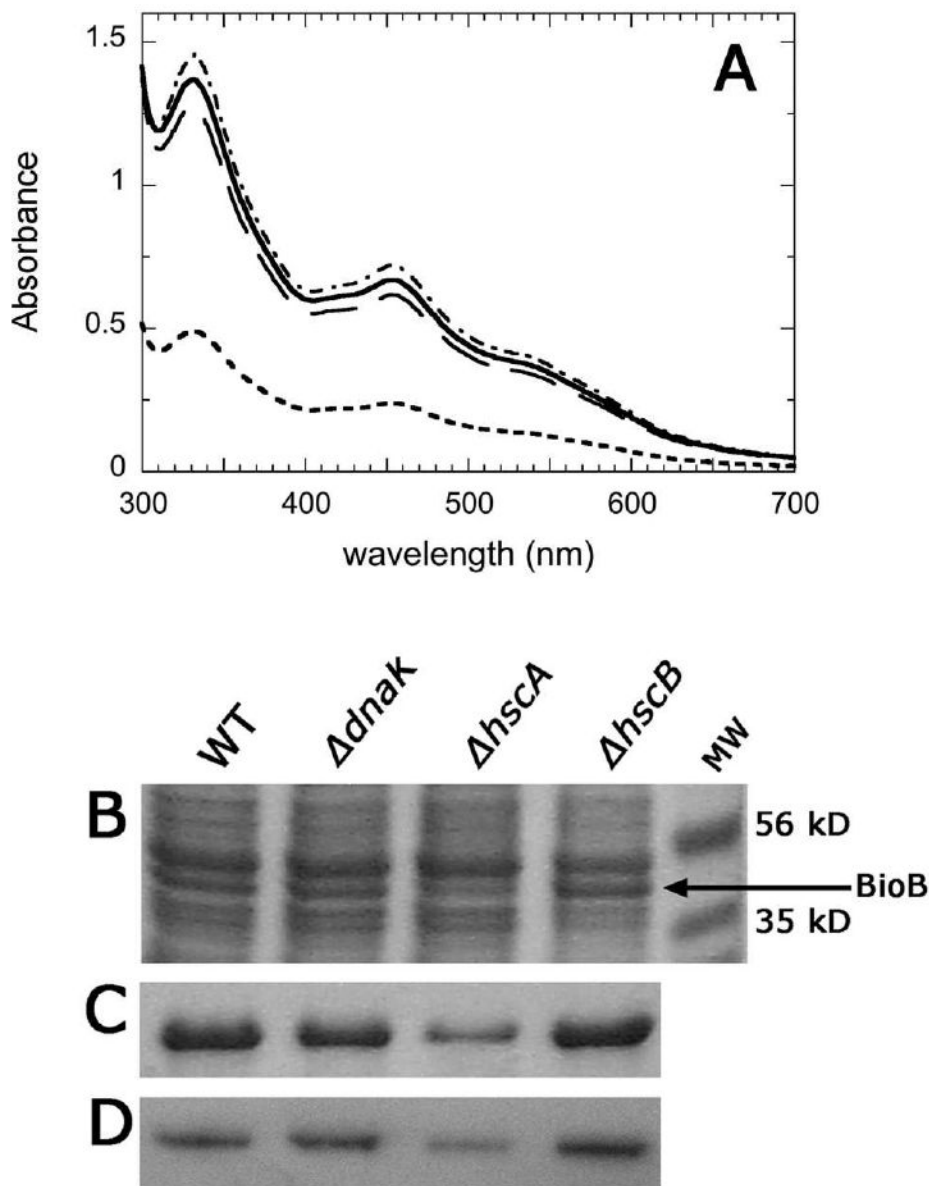 1.5
A
1
Absorbance
0.5
0
300 400 500 600 700
wavelength (nm)
WT ΔdnaK ΔhscA ΔhscB MW
B
56 kD
BioB
35 kD
C
D